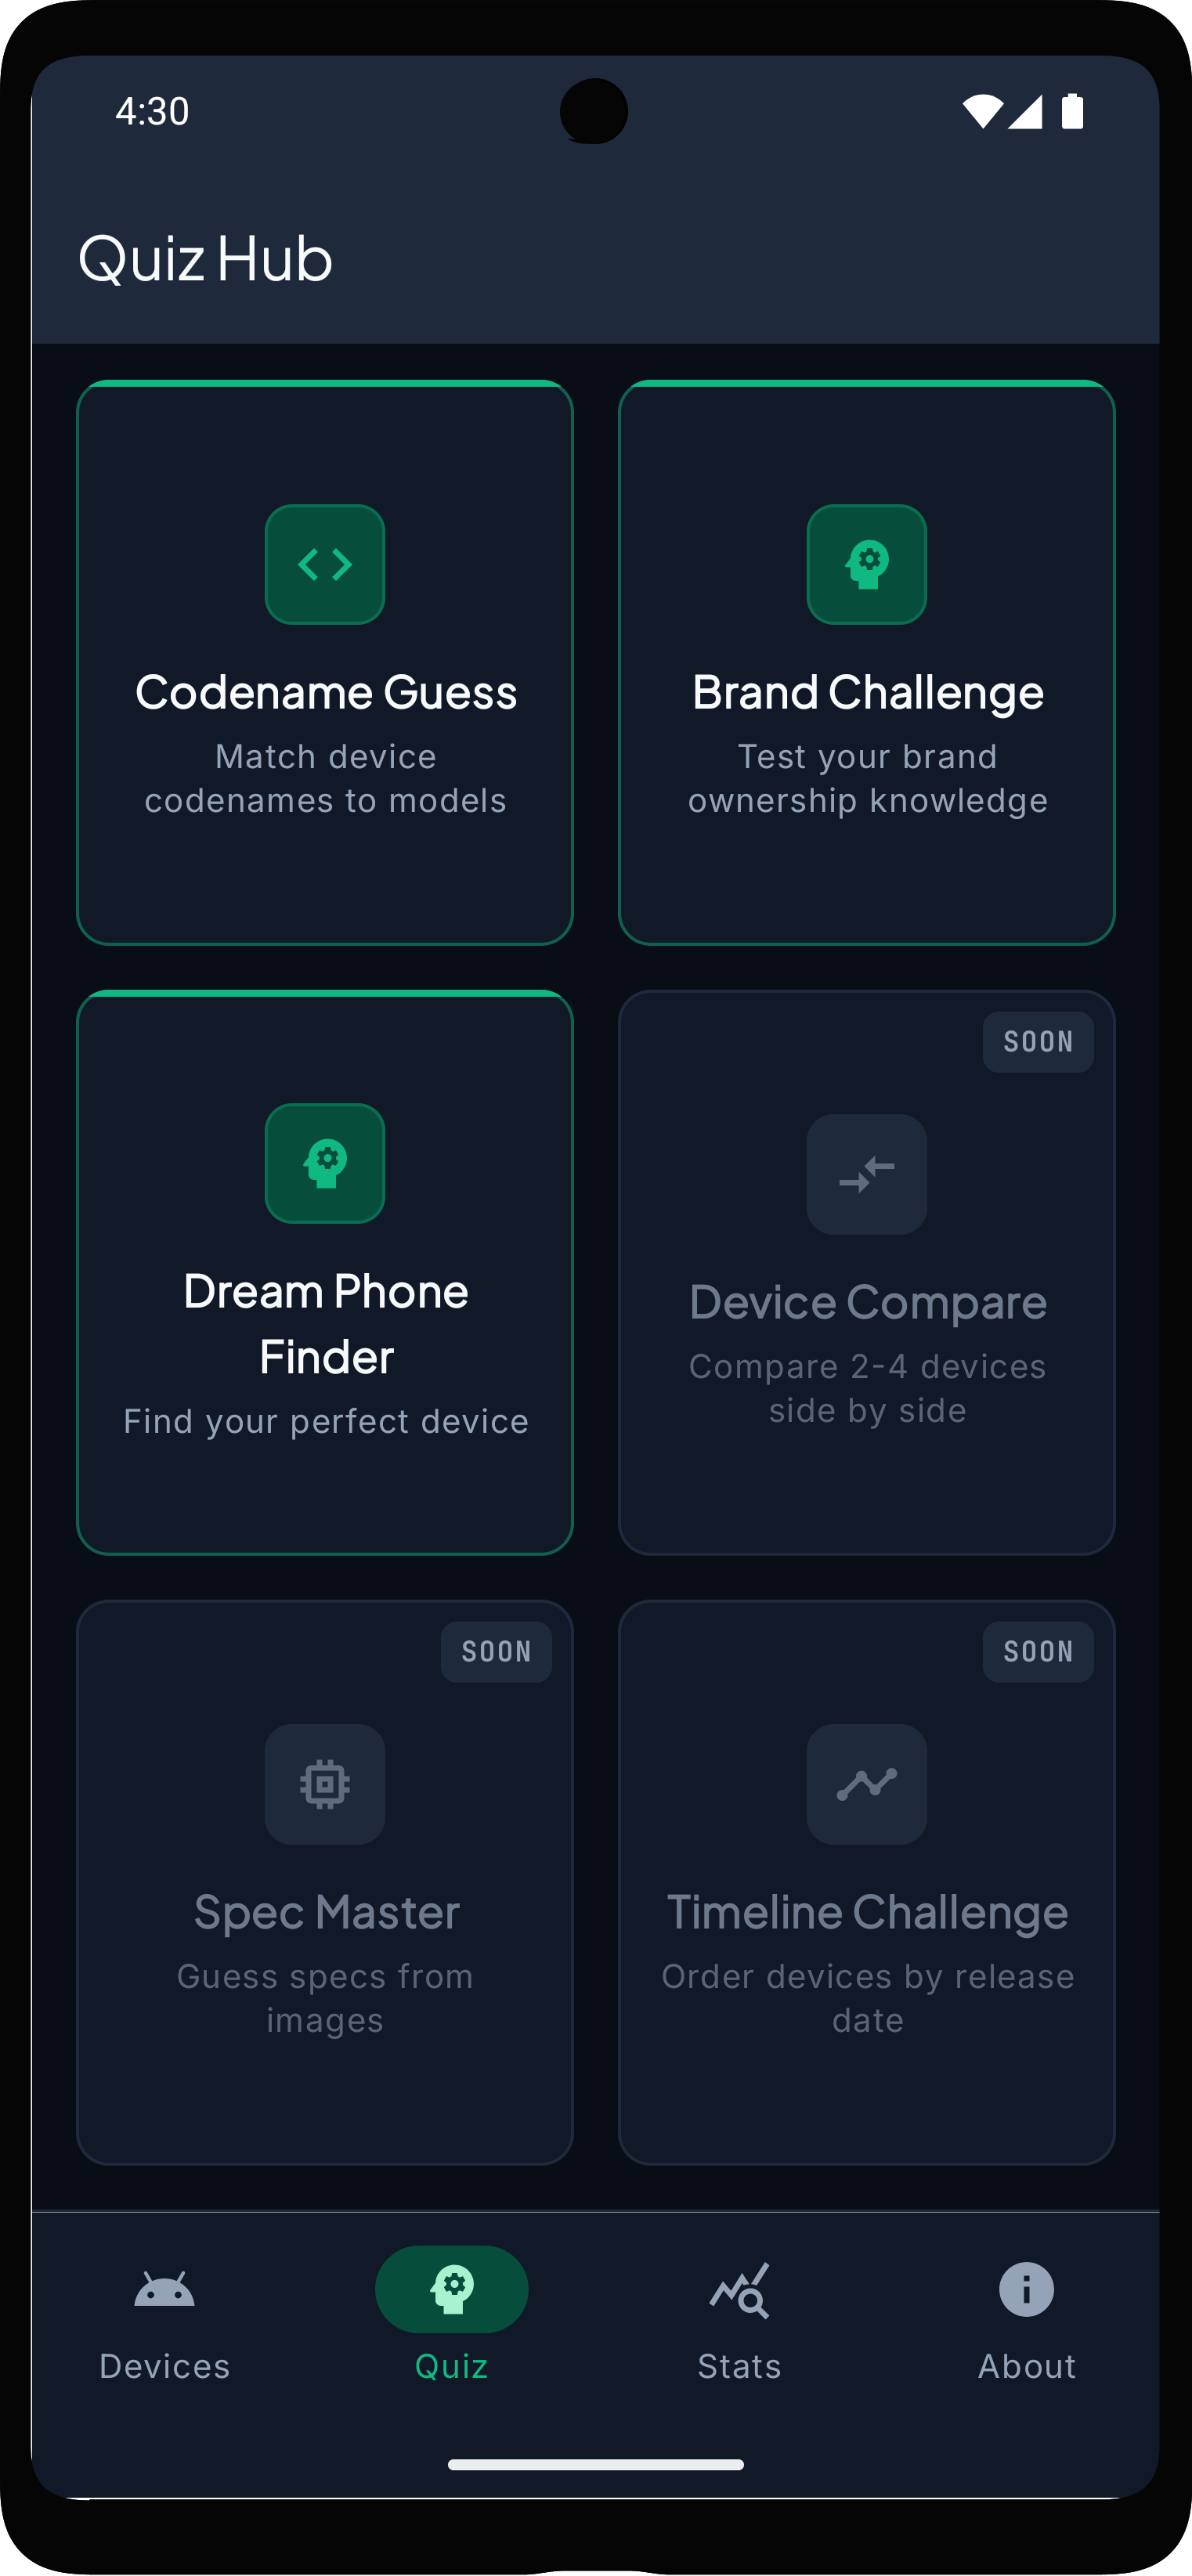 4:30
Quiz Hub
Codename Guess
Match device
codenames to models
Brand Challenge
Test your brand
ownership knowledge
Dream Phone
Finder
Find your perfect device
SOON
Device Compare
Compare 2-4 devices
side by side
SOON
Spec Master
Guess specs from
images
SOON
Timeline Challenge
Order devices by release
date
Devices
Quiz
Stats
About